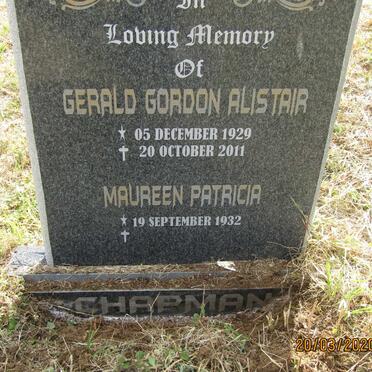 In
Loving Memory
Of
GERALD GORDON ALISTAIR
05 DECEMBER 1929
20 OCTOBER 2011
MAUREEN PATRICIA
19 SEPTEMBER 1932
CHAPMAN
20/03/2020